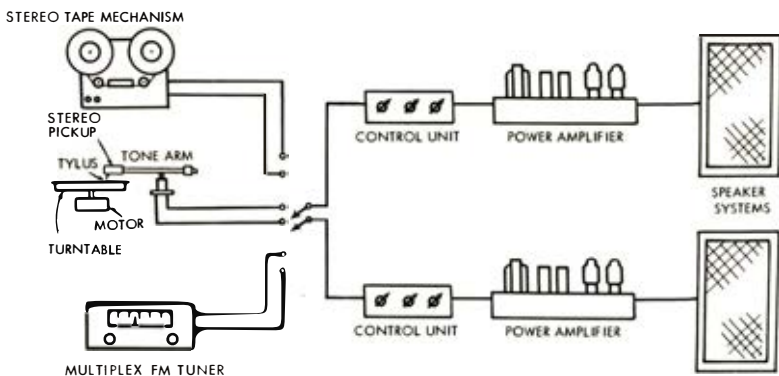 STEREO TAPE MECHANISM
STEREO
PICKUP
TYLUS
TONE ARM
MOTOR
TURNTABLE
MULTIPLEX FM TUNER
CONTROL UNIT
POWER AMPLIFIER
SPEAKER
SYSTEMS
CONTROL UNIT
POWER AMPLIFIER